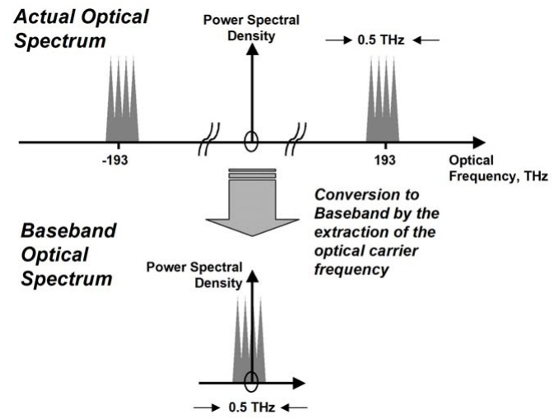 Actual Optical
Spectrum
Power Spectral
Density
0.5 THz
-193
193
Optical
Frequency, THz
Conversion to
Baseband by the
extraction of the
optical carrier
frequency
Baseband
Optical
Spectrum
Power Spectral
Density
0.5 THz